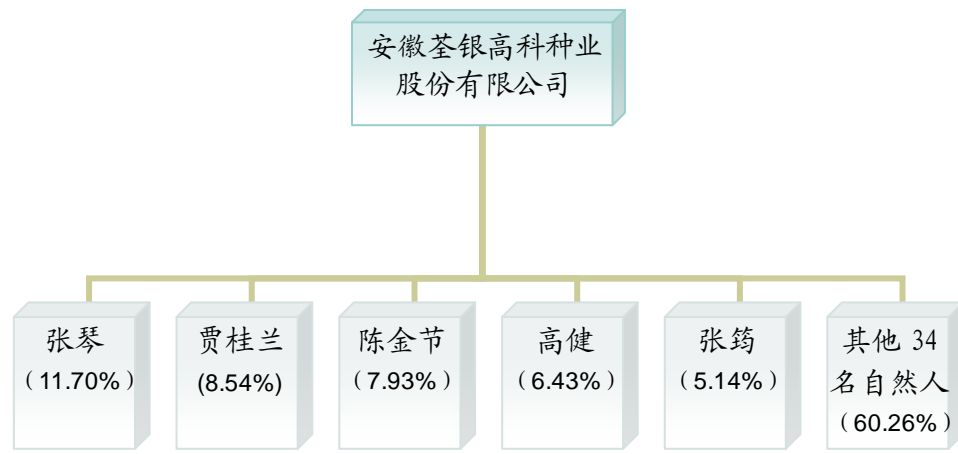 安徽荃银高科种业
股份有限公司
张琴
（11.70%）
贾桂兰
(8.54%)
陈金节
（7.93%）
高健
（6.43%）
张筠
（5.14%）
其他 34
名自然人
（60.26%）